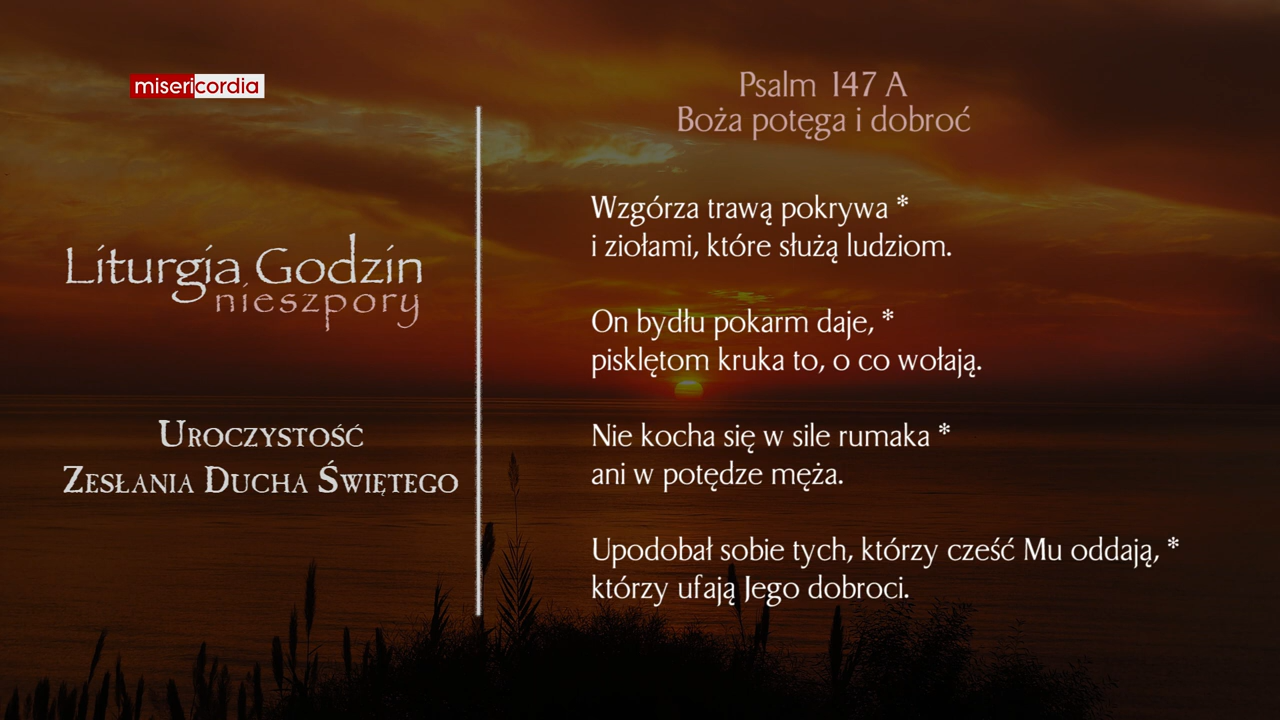 misericordia
Liturgia Godzin
nieszpory
Uroczystość
Zesłania Ducha Świętego
Psalm 147 A
Boża potęga i dobroć
Wzgórza trawą pokrywa *
i ziołami, które służą ludziom.
On bydłu pokarm daje, *
pisklętom kruka to, o co wołają.
Nie kocha się w sile rumaka *
ani w potędze męża.
Upodobał sobie tych, którzy cześć Mu oddają, *
którzy ufają Jego dobroci.